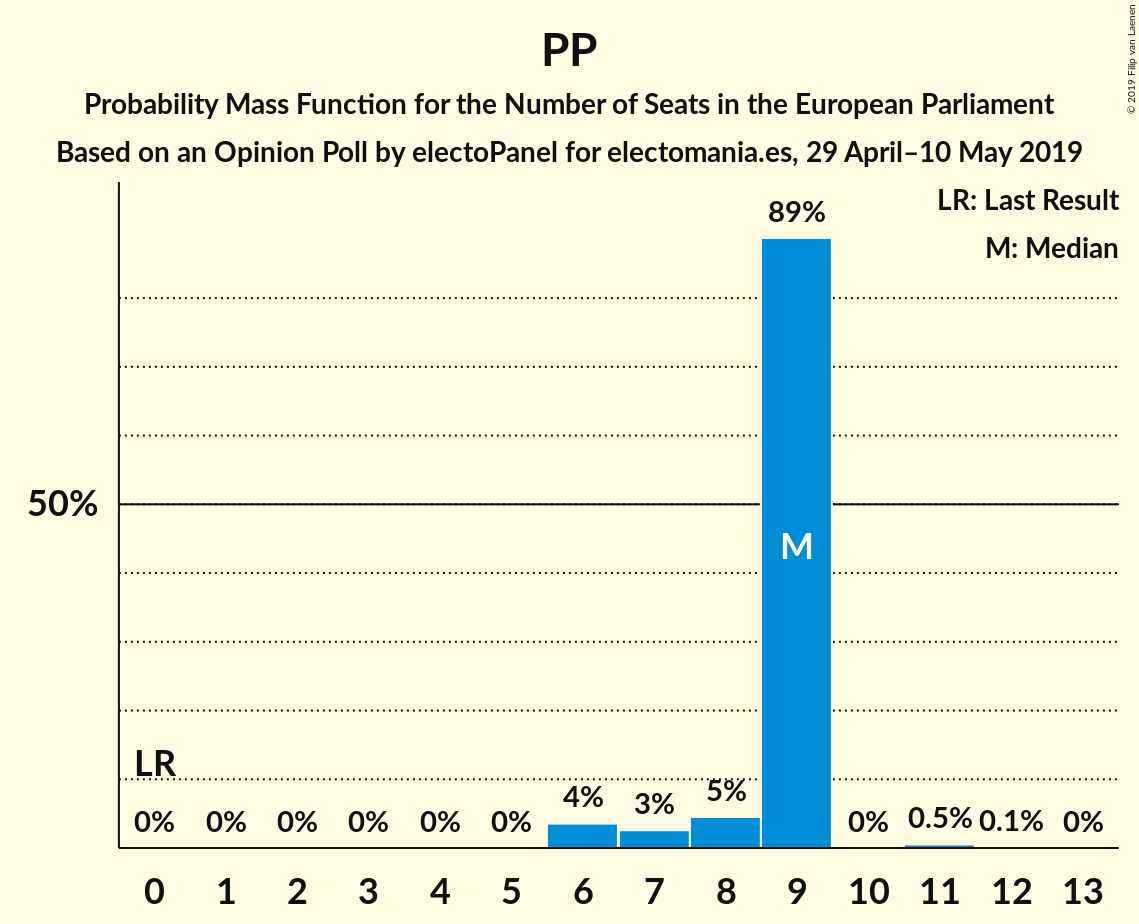 PP
Probability Mass Function for the Number of Seats in the European Parliament
Based on an Opinion Poll by electoPanel for electomania.es, 29 April–10 May 2019
© 2019 Filip van Laenen
LR: Last Result
M: Median
89%
50%
M
LR
0% 0% 0% 0% 0% 0% 4% 3% 5% 0% 0.5% 0.1% 0%
0 1 2 3 4 5 6 7 8 9 10 11 12 13